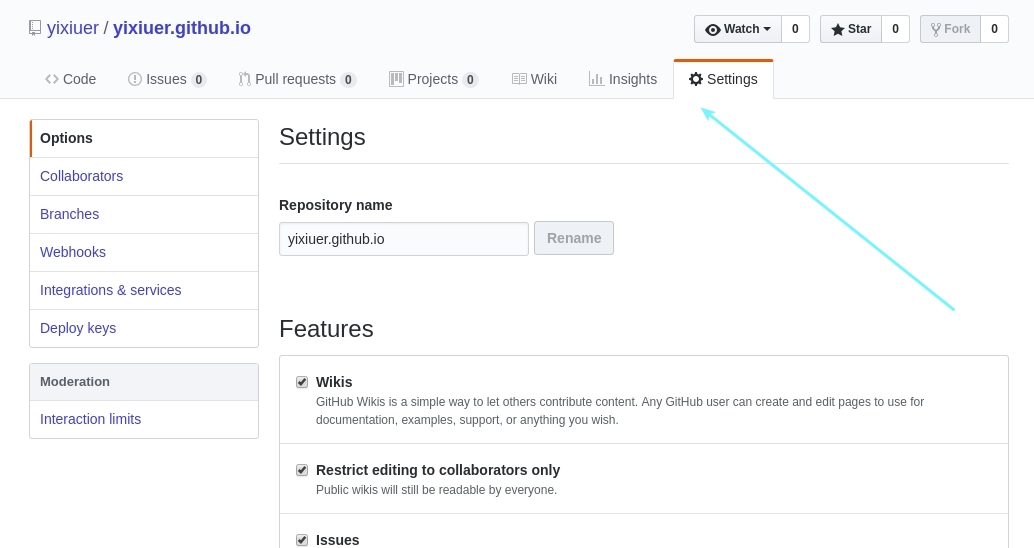 yixiuer / yixiuer.github.io
Watch 0 Star 0 Fork 0
Code Issues 0 Pull requests 0 Projects 0 Wiki Insights Settings
Options
Collaborators
Branches
Webhooks
Integrations & services
Deploy keys
Moderation
Interaction limits
Settings
Repository name
yixiuer.github.io Rename
Features
Wikis
GitHub Wikis is a simple way to let others contribute content. Any GitHub user can create and edit pages to use for
documentation, examples, support, or anything you wish.
Restrict editing to collaborators only
Public wikis will still be readable by everyone.
Issues